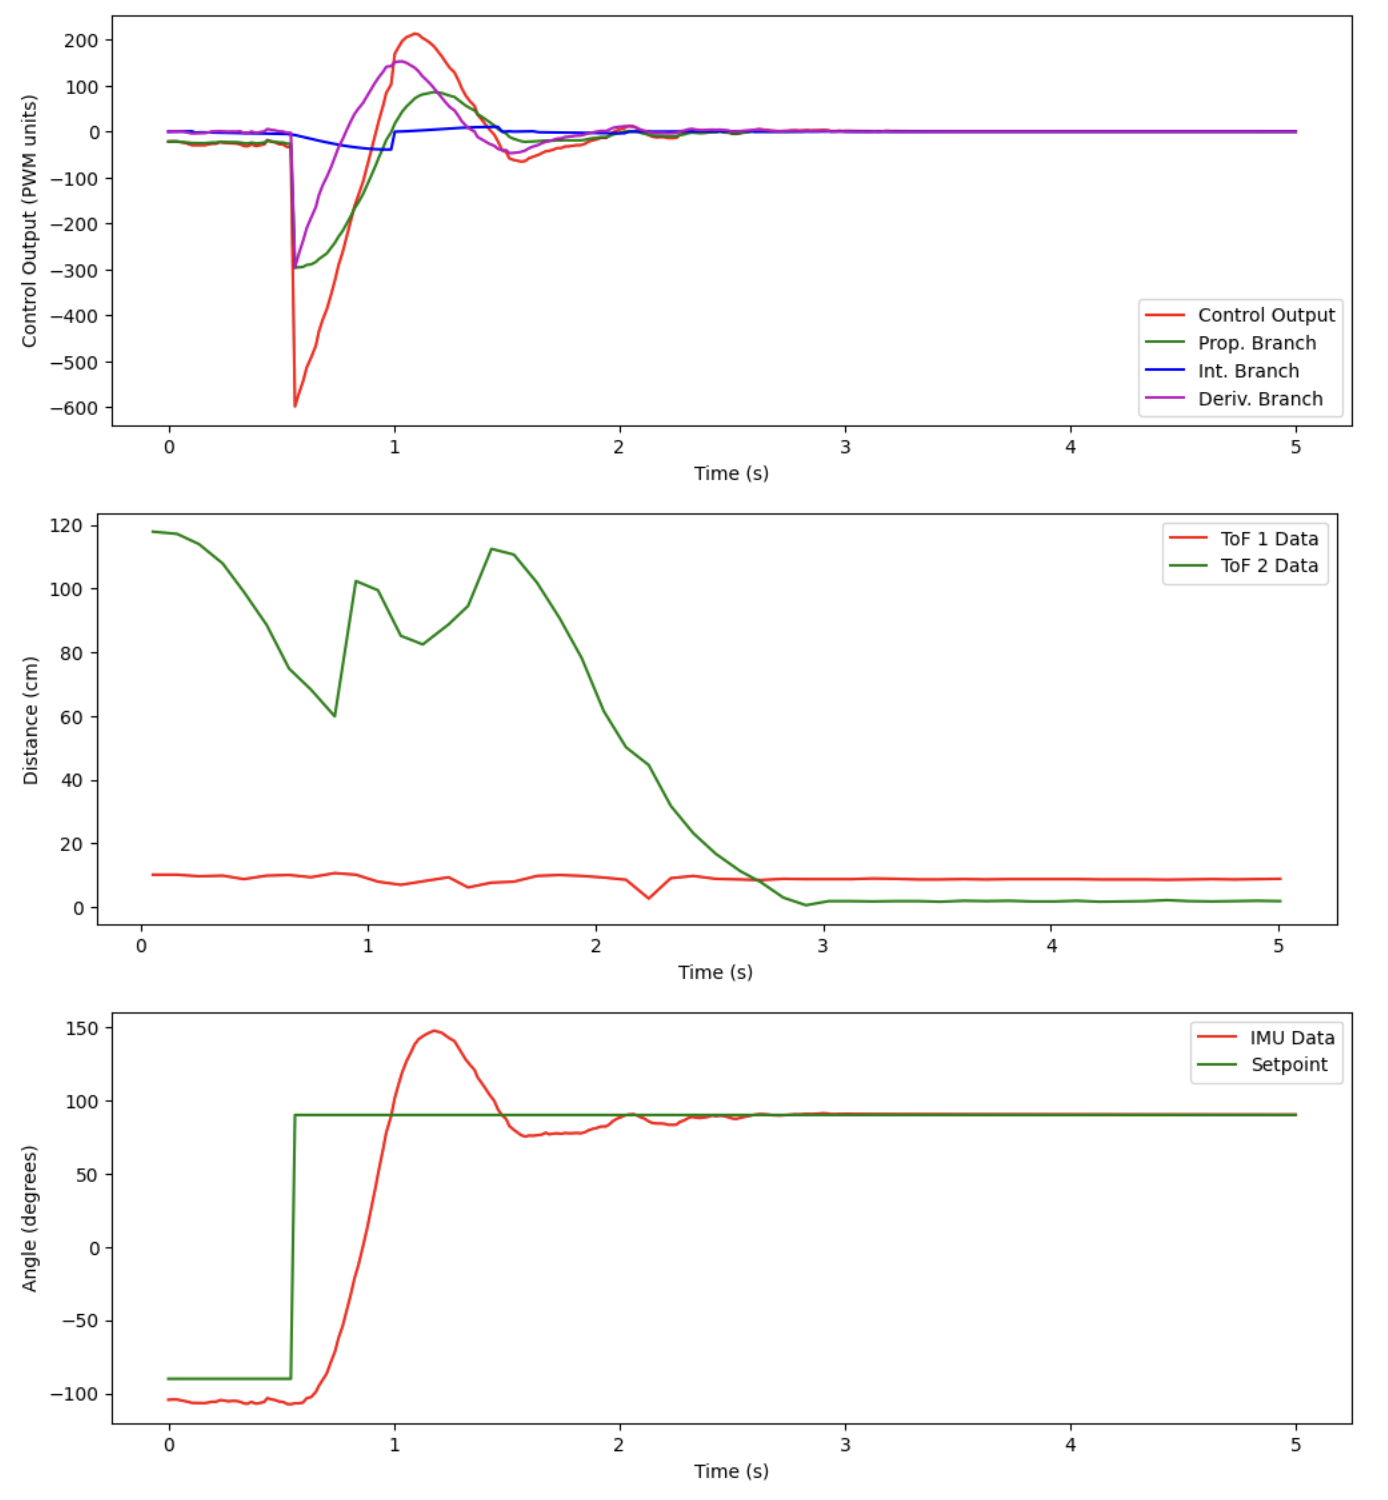 200
100
0
−100
−200
−300
−400
−500
−600
Control Output (PWM units)
Control Output
Prop. Branch
Int. Branch
Deriv. Branch
0 1 2 3 4 5
Time (s)
120
100
80
60
40
20
0
Distance (cm)
ToF 1 Data
ToF 2 Data
0 1 2 3 4 5
Time (s)
150
100
50
0
−50
−100
Angle (degrees)
IMU Data
Setpoint
0 1 2 3 4 5
Time (s)